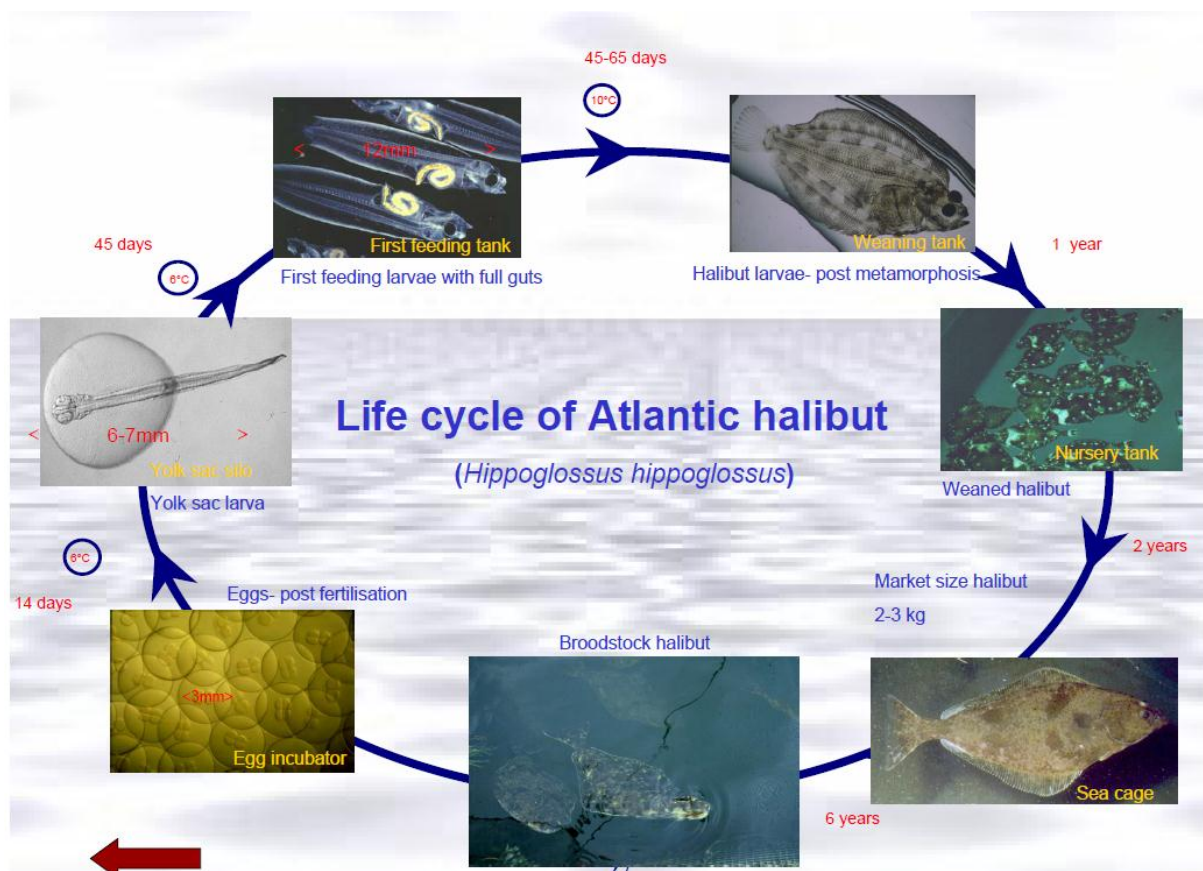 45-65 days
10°C
< 12mm >
First feeding tank
First feeding larvae with full guts
Weaning tank
Halibut larvae- post metamorphosis
1 year
45 days
6°C
< 6-7mm >
Yolk sac silo
Yolk sac larva
Life cycle of Atlantic halibut
(Hippoglossus hippoglossus)
Nursery tank
Weaned halibut
2 years
Market size halibut
2-3 kg
6°C
14 days
Eggs- post fertilisation
<3mm>
Egg incubator
Broodstock halibut
Sea cage
6 years